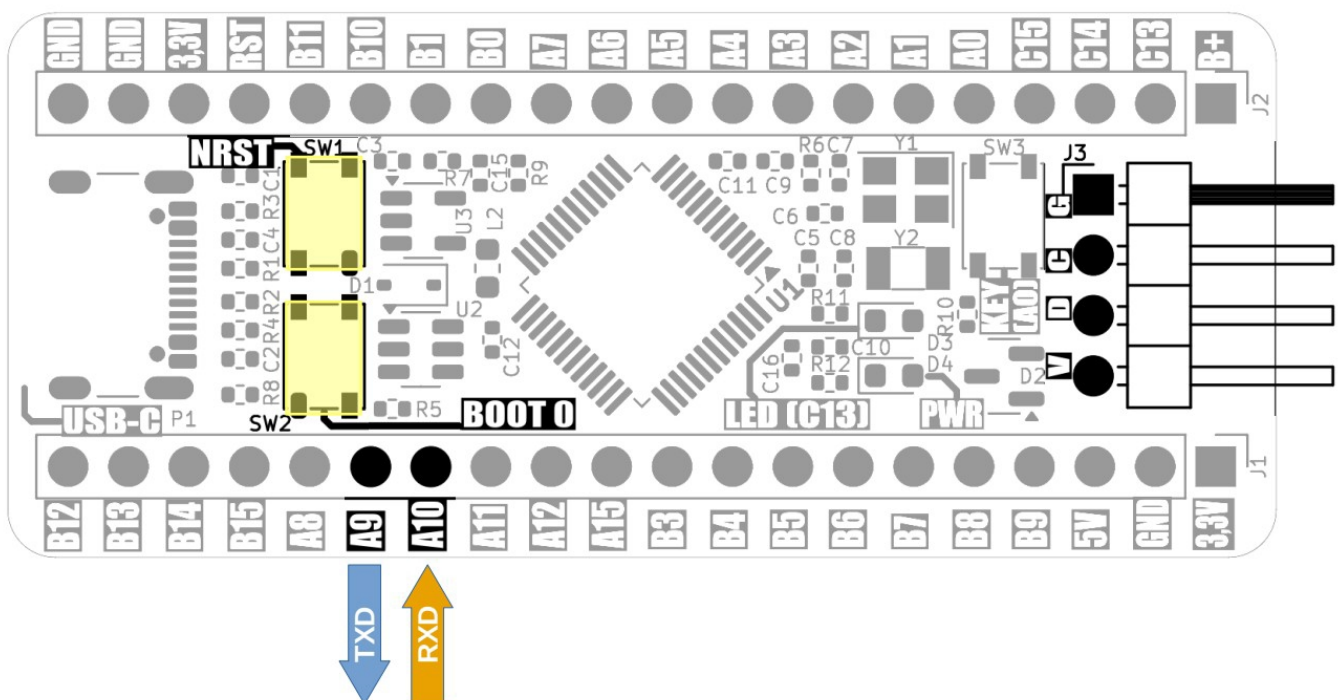 GND GND 3,3V RST B11 B10 B1 B0 A7 A6 A5 A4 A3 A2 A1 A0 C15 C14 C13 B+
J2
NRST SW1 C3 R7 C15 R9 C11 C9 R6 C7 Y1 SW3 J3
C1 R3 C4 R1 R2 R4 C2 R8
U3 L2 C6 C5 C8 Y2
D1 U2 U1 R11 R10 KEY
(A0)
C12 C16 C10 R12 D3
D4 D2
G
C
D
V
USB-C P1 SW2 R5 BOOT 0 LED (C13) PWR
J1
B12 B13 B14 B15 A8 A9 A10 A11 A12 A15 B3 B4 B5 B6 B7 B8 B9 5V GND 3,3V
TXD RXD